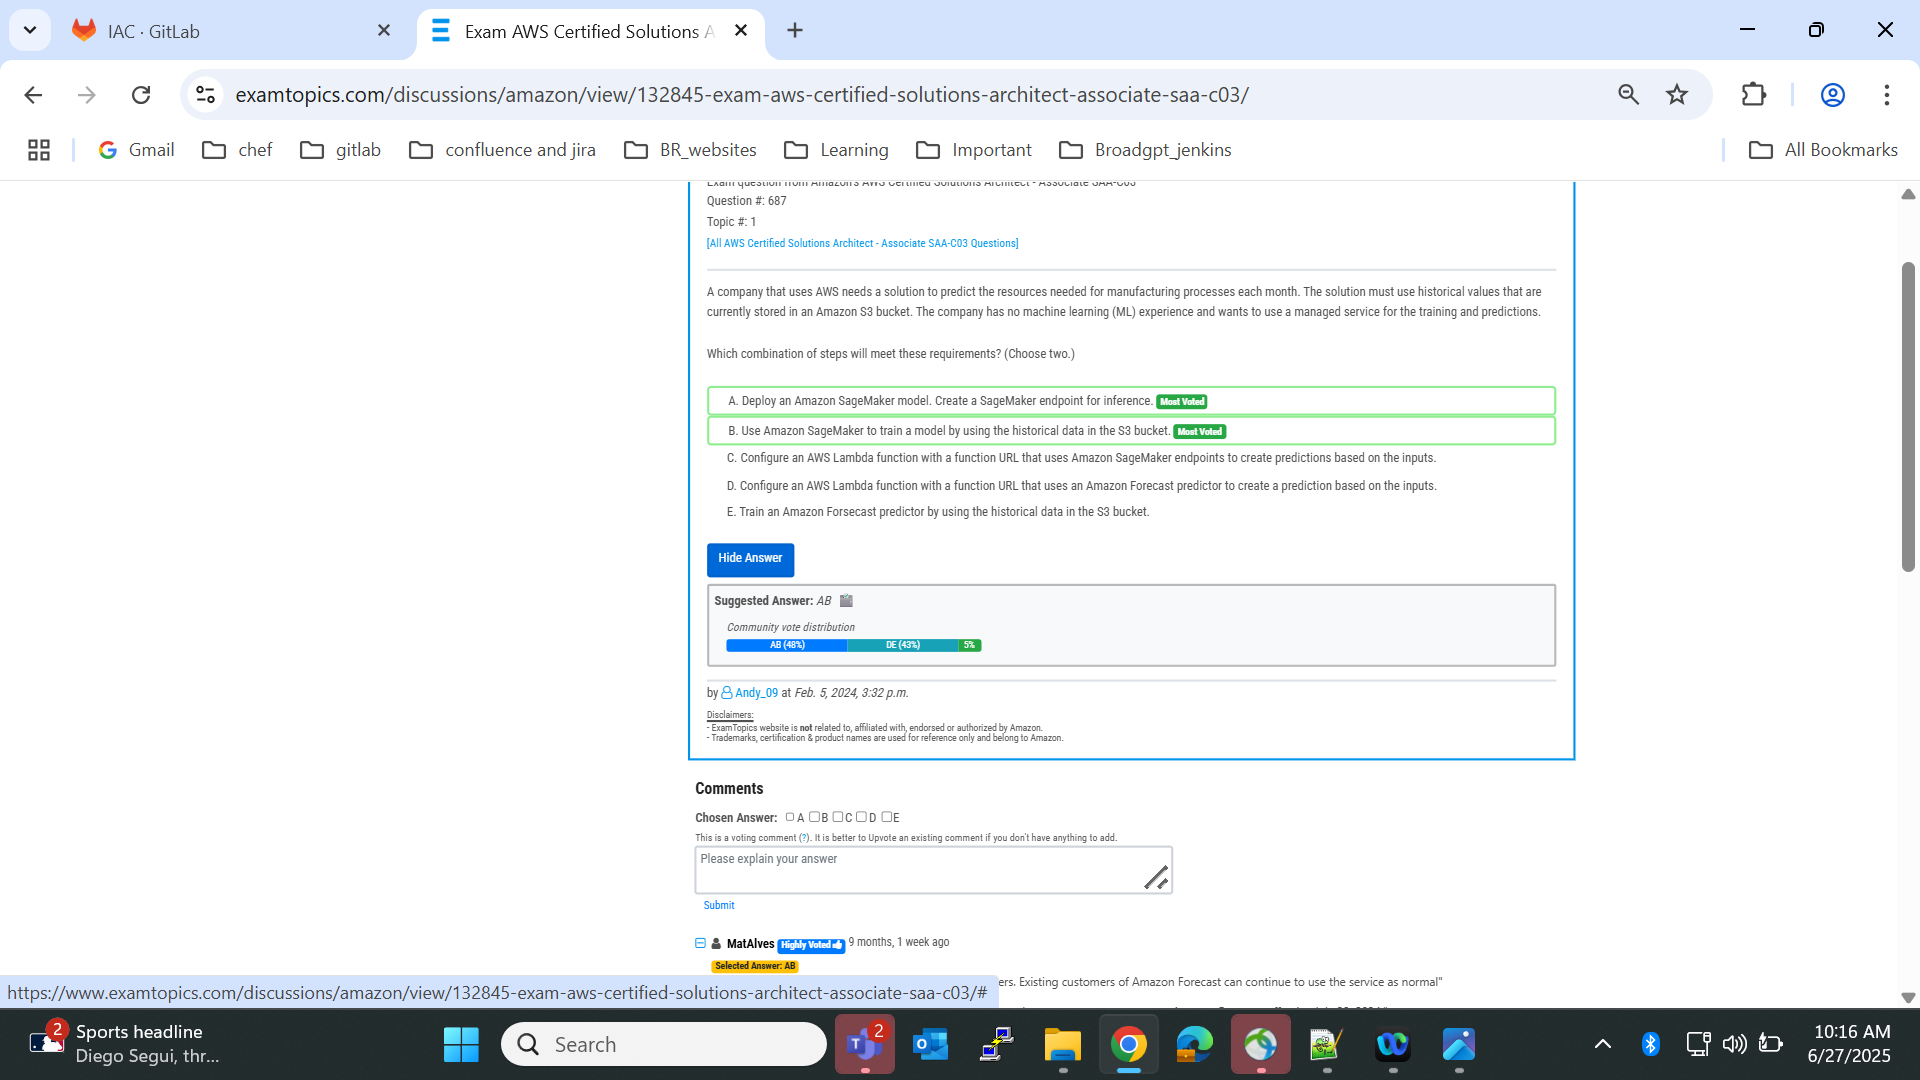 IAC · GitLab
Exam AWS Certified Solutions A
examtopics.com/discussions/amazon/view/132845-exam-aws-certified-solutions-architect-associate-saa-c03/
Gmail
chef
gitlab
confluence and jira
BR_websites
Learning
Important
Broadgpt_jenkins
All Bookmarks
Exam question from Amazon's AWS Certified Solutions Architect - Associate SAA-C03
Question #: 687
Topic #: 1
[All AWS Certified Solutions Architect - Associate SAA-C03 Questions]
A company that uses AWS needs a solution to predict the resources needed for manufacturing processes each month. The solution must use historical values that are
currently stored in an Amazon S3 bucket. The company has no machine learning (ML) experience and wants to use a managed service for the training and predictions.
Which combination of steps will meet these requirements? (Choose two.)
A. Deploy an Amazon SageMaker model. Create a SageMaker endpoint for inference. Most Voted
B. Use Amazon SageMaker to train a model by using the historical data in the S3 bucket. Most Voted
C. Configure an AWS Lambda function with a function URL that uses Amazon SageMaker endpoints to create predictions based on the inputs.
D. Configure an AWS Lambda function with a function URL that uses an Amazon Forecast predictor to create a prediction based on the inputs.
E. Train an Amazon Forsecast predictor by using the historical data in the S3 bucket.
Hide Answer
Suggested Answer: AB
Community vote distribution
AB (48%)
DE (43%)
5%
by Andy_09 at Feb. 5, 2024, 3:32 p.m.
Disclaimers:
- ExamTopics website is not related to, affiliated with, endorsed or authorized by Amazon.
- Trademarks, certification & product names are used for reference only and belong to Amazon.
Comments
Chosen Answer: A B C D E
This is a voting comment (?). It is better to Upvote an existing comment if you don't have anything to add.
Please explain your answer
Submit
MatAlves Highly Voted 9 months, 1 week ago
Selected Answer: AB
ers. Existing customers of Amazon Forecast can continue to use the service as normal"
https://www.examtopics.com/discussions/amazon/view/132845-exam-aws-certified-solutions-architect-associate-saa-c03/#
2
Sports headline
Diego Segui, thr...
Search
2
10:16 AM
6/27/2025